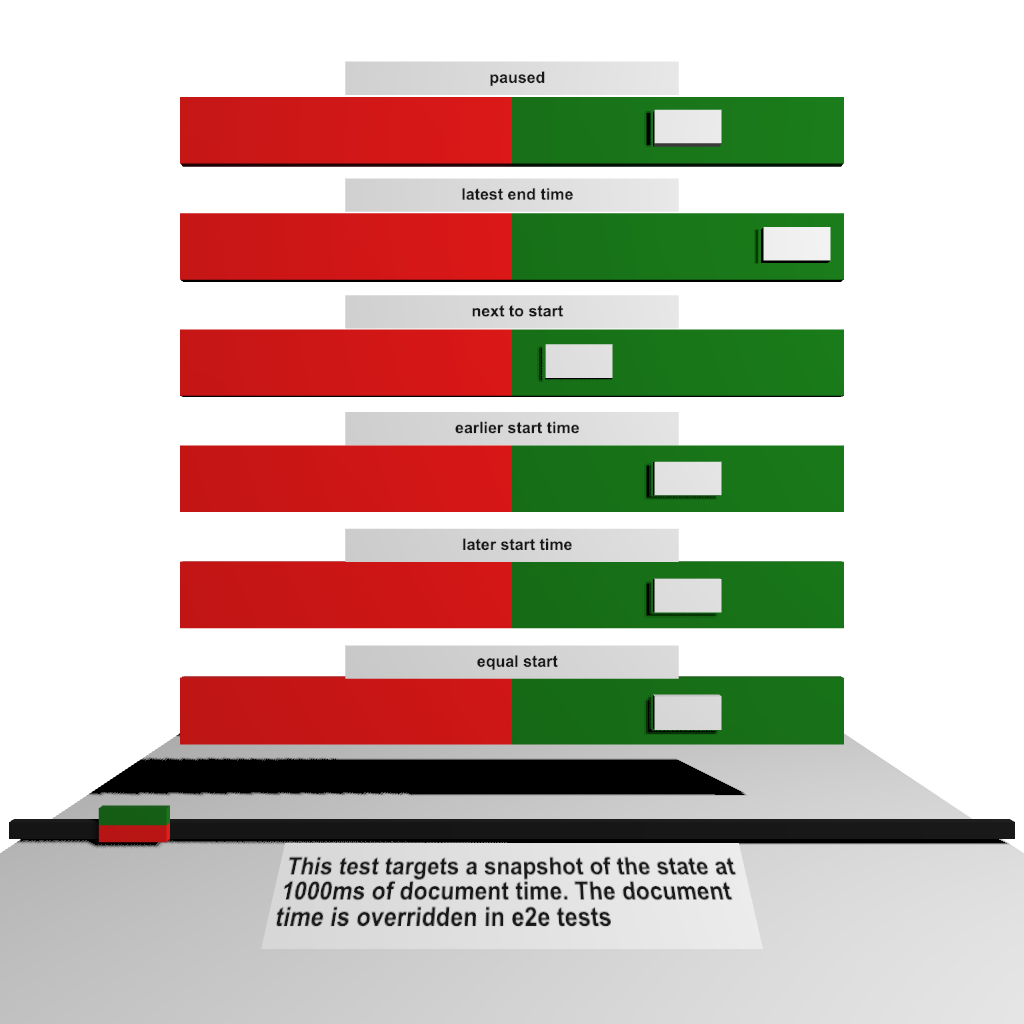 paused
latest end time
next to start
earlier start time
later start time
equal start
This test targets a snapshot of the state at
1000ms of document time. The document
time is overridden in e2e tests